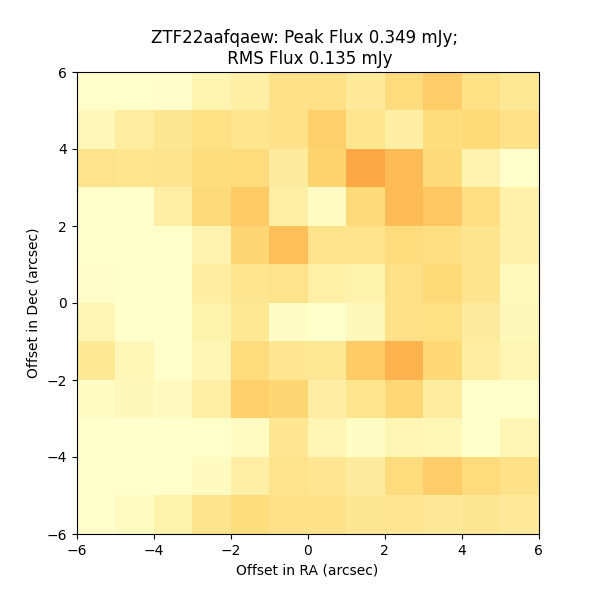 ZTF22aafqaew: Peak Flux 0.349 mJy;
RMS Flux 0.135 mJy
6
4
2
0
−2
−4
−6
Offset in Dec (arcsec)
−6 −4 −2 0 2 4 6
Offset in RA (arcsec)